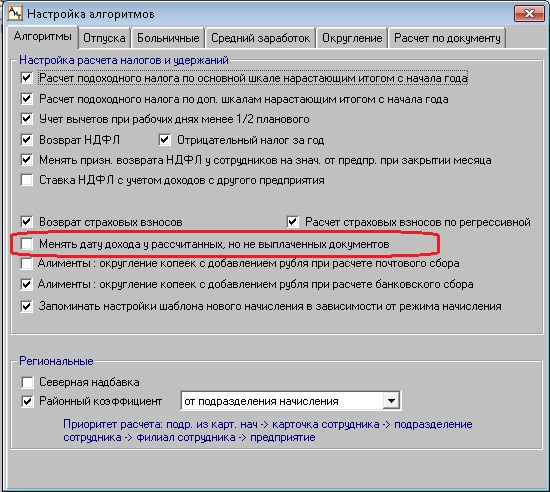 Настройка алгоритмов
Алгоритмы Отпуска Больничные Средний заработок Округление Расчет по документу
Настройка расчета налогов и удержаний
Расчет подоходного налога по основной шкале нарастающим итогом с начала года
Расчет подоходного налога по доп. шкалам нарастающим итогом с начала года
Учет вычетов при рабочих днях менее 1/2 планового
Возврат НДФЛ Отрицательный налог за год
Менять призн. возврата НДФЛ у сотрудников на знач. от предпр. при закрытии месяца
Ставка НДФЛ с учетом доходов с другого предприятия
Возврат страховых взносов Расчет страховых взносов по регрессивной
Менять дату дохода у рассчитанных, но не выплаченных документов
Алименты : округление копеек с добавлением рубля при расчете почтового сбора
Алименты : округление копеек с добавлением рубля при расчете банковского сбора
Запоминать настройки шаблона нового начисления в зависимости от режима начисления
Региональные
Северная надбавка
Районный коэффициент от подразделения начисления
Приоритет расчета: подр. из карт. нач -> карточка сотрудника -> подразделение
сотрудника -> филиал сотрудника -> предприятие